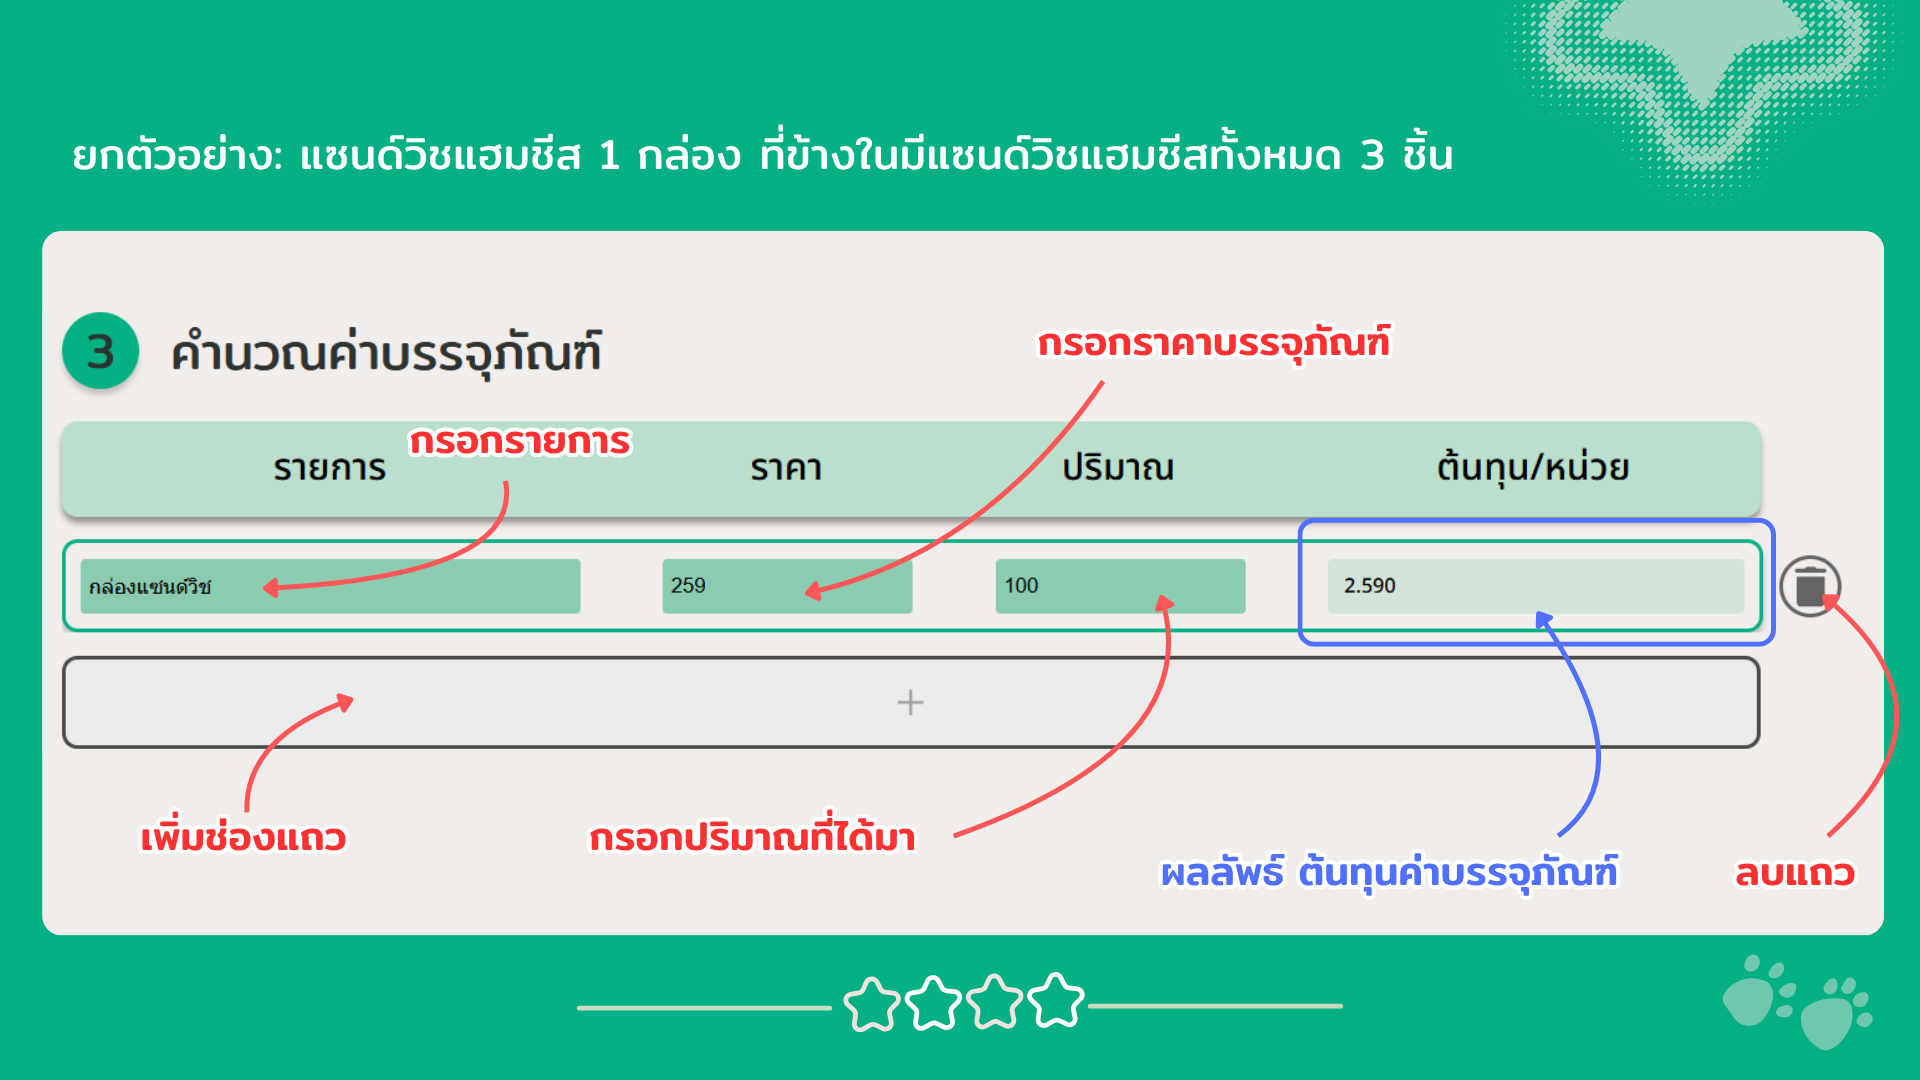 ยกตัวอย่าง: แซนด์วิชแฮมชีส 1 กล่อง ที่ข้างในมีแซนด์วิชแฮมชีสทั้งหมด 3 ชิ้น
3 คำนวณค่าบรรจุภัณฑ์
กรอกราคาบรรจุภัณฑ์
กรอกรายการ
รายการ ราคา ปริมาณ ต้นทุน/หน่วย
กล่องแซนด์วิช 259 100 2.590
+
เพิ่มช่องแถว
กรอกปริมาณที่ได้มา
ผลลัพธ์ ต้นทุนค่าบรรจุภัณฑ์
ลบแถว